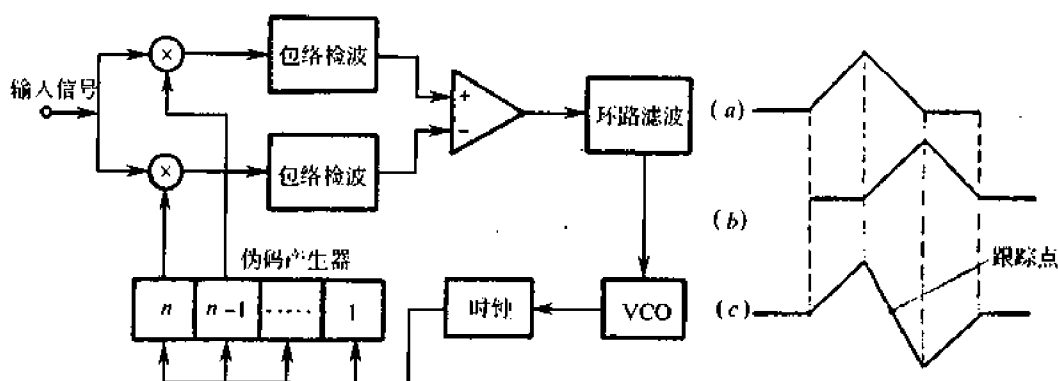 输入信号
×
包络检波
+
−
环路滤波
×
包络检波
伪码产生器
n
n−1
·····
1
时钟
VCO
(a)
(b)
跟踪点
(c)